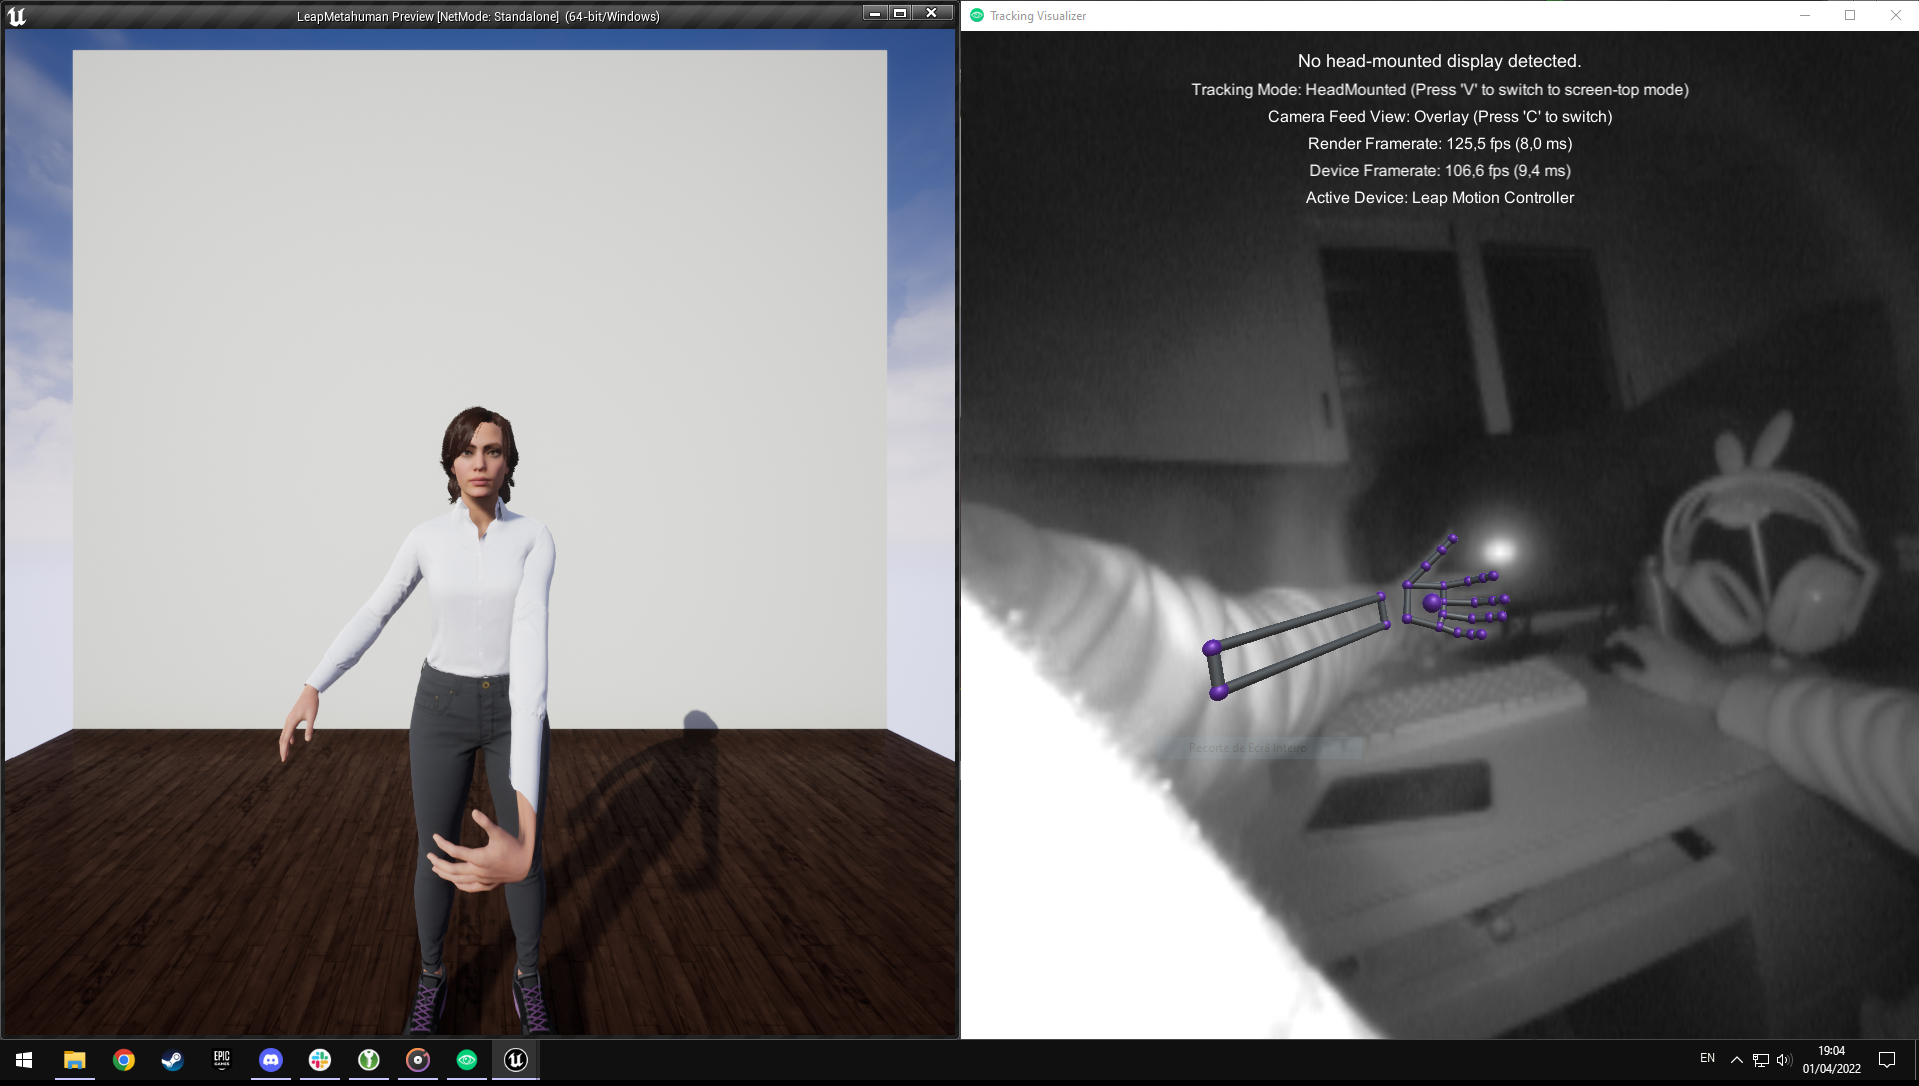 LeapMetahuman Preview [NetMode: Standalone] (64-bit/Windows)
Tracking Visualizer
No head-mounted display detected.
Tracking Mode: HeadMounted (Press 'V' to switch to screen-top mode)
Camera Feed View: Overlay (Press 'C' to switch)
Render Framerate: 125,5 fps (8,0 ms)
Device Framerate: 106,6 fps (9,4 ms)
Active Device: Leap Motion Controller
Recorte de Ecrã Inteiro
EPIC
GAMES
EN
19:04
01/04/2022